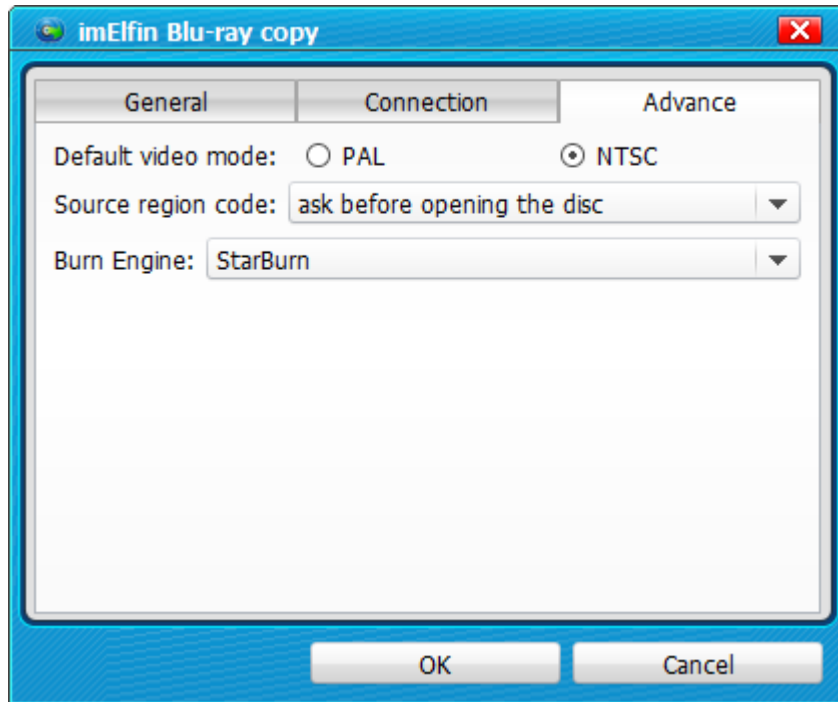 imElfin Blu-ray copy
General Connection Advance
Default video mode: PAL NTSC
Source region code: ask before opening the disc
Burn Engine: StarBurn
OK Cancel